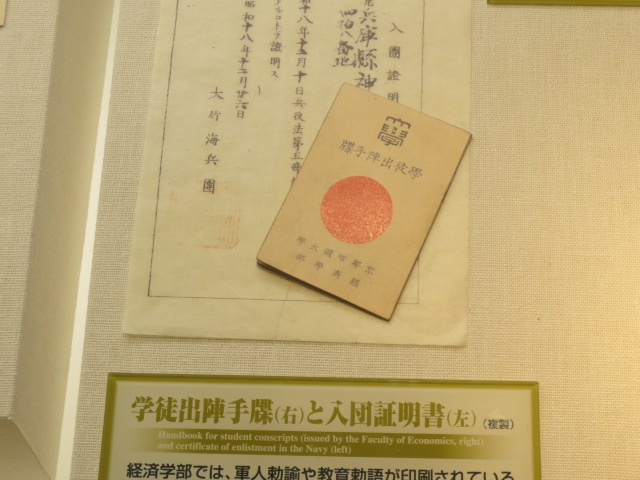 入團證明
兵庫縣神
四拾八番地
和十八年十二月十日兵役法第五
アルコトヲ證明ス
昭和十八年十二月廿六日
大竹海兵團
學
學徒出陣手牒
京都帝國大學
經濟學部
学徒出陣手牒(右)と入団証明書(左)(複製)
Handbook for student conscripts (issued by the Faculty of Economics, right)
and certificate of enlistment in the Navy (left)
経済学部では、軍人勅諭や教育勅語が印刷されている